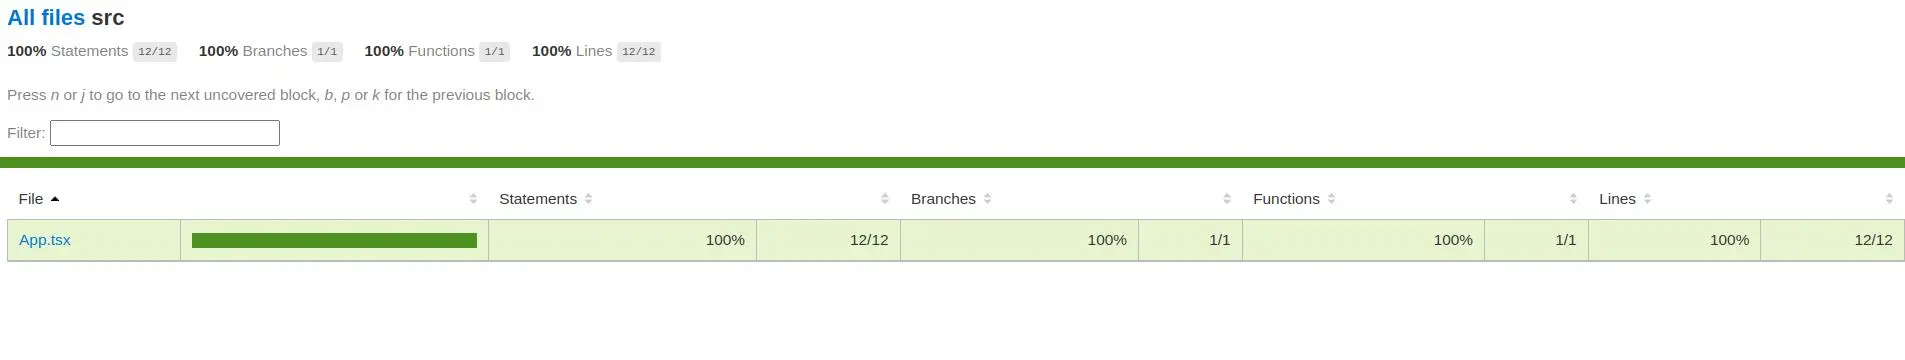 All files src
100% Statements 12/12 100% Branches 1/1 100% Functions 1/1 100% Lines 12/12
Press n or j to go to the next uncovered block, b, p or k for the previous block.
Filter:
File Statements Branches Functions Lines
App.tsx 100% 12/12 100% 1/1 100% 1/1 100% 12/12